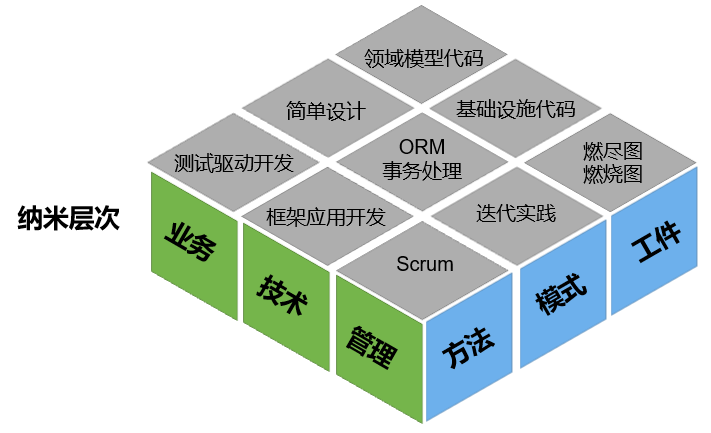 领域模型代码
简单设计
基础设施代码
测试驱动开发
ORM
事务处理
燃尽图
燃烧图
框架应用开发
迭代实践
Scrum
纳米层次
业务
技术
管理
方法
模式
工件